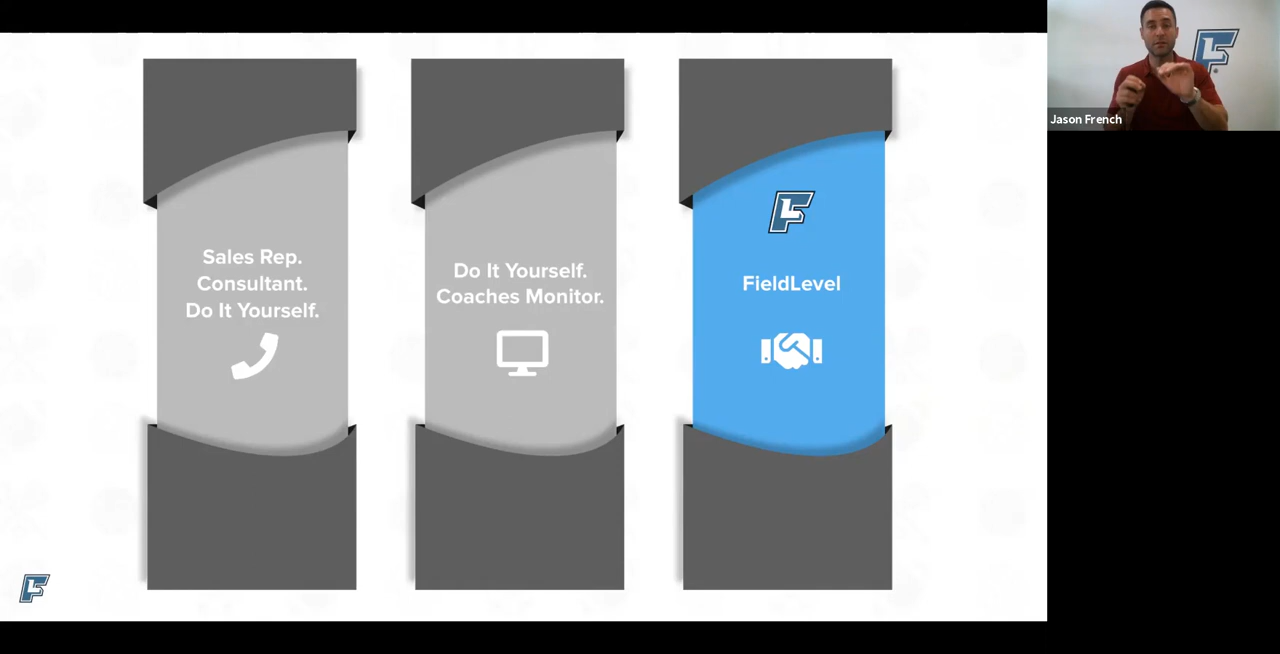 Sales Rep.
Consultant.
Do It Yourself.
Do It Yourself.
Coaches Monitor.
FieldLevel
Jason French